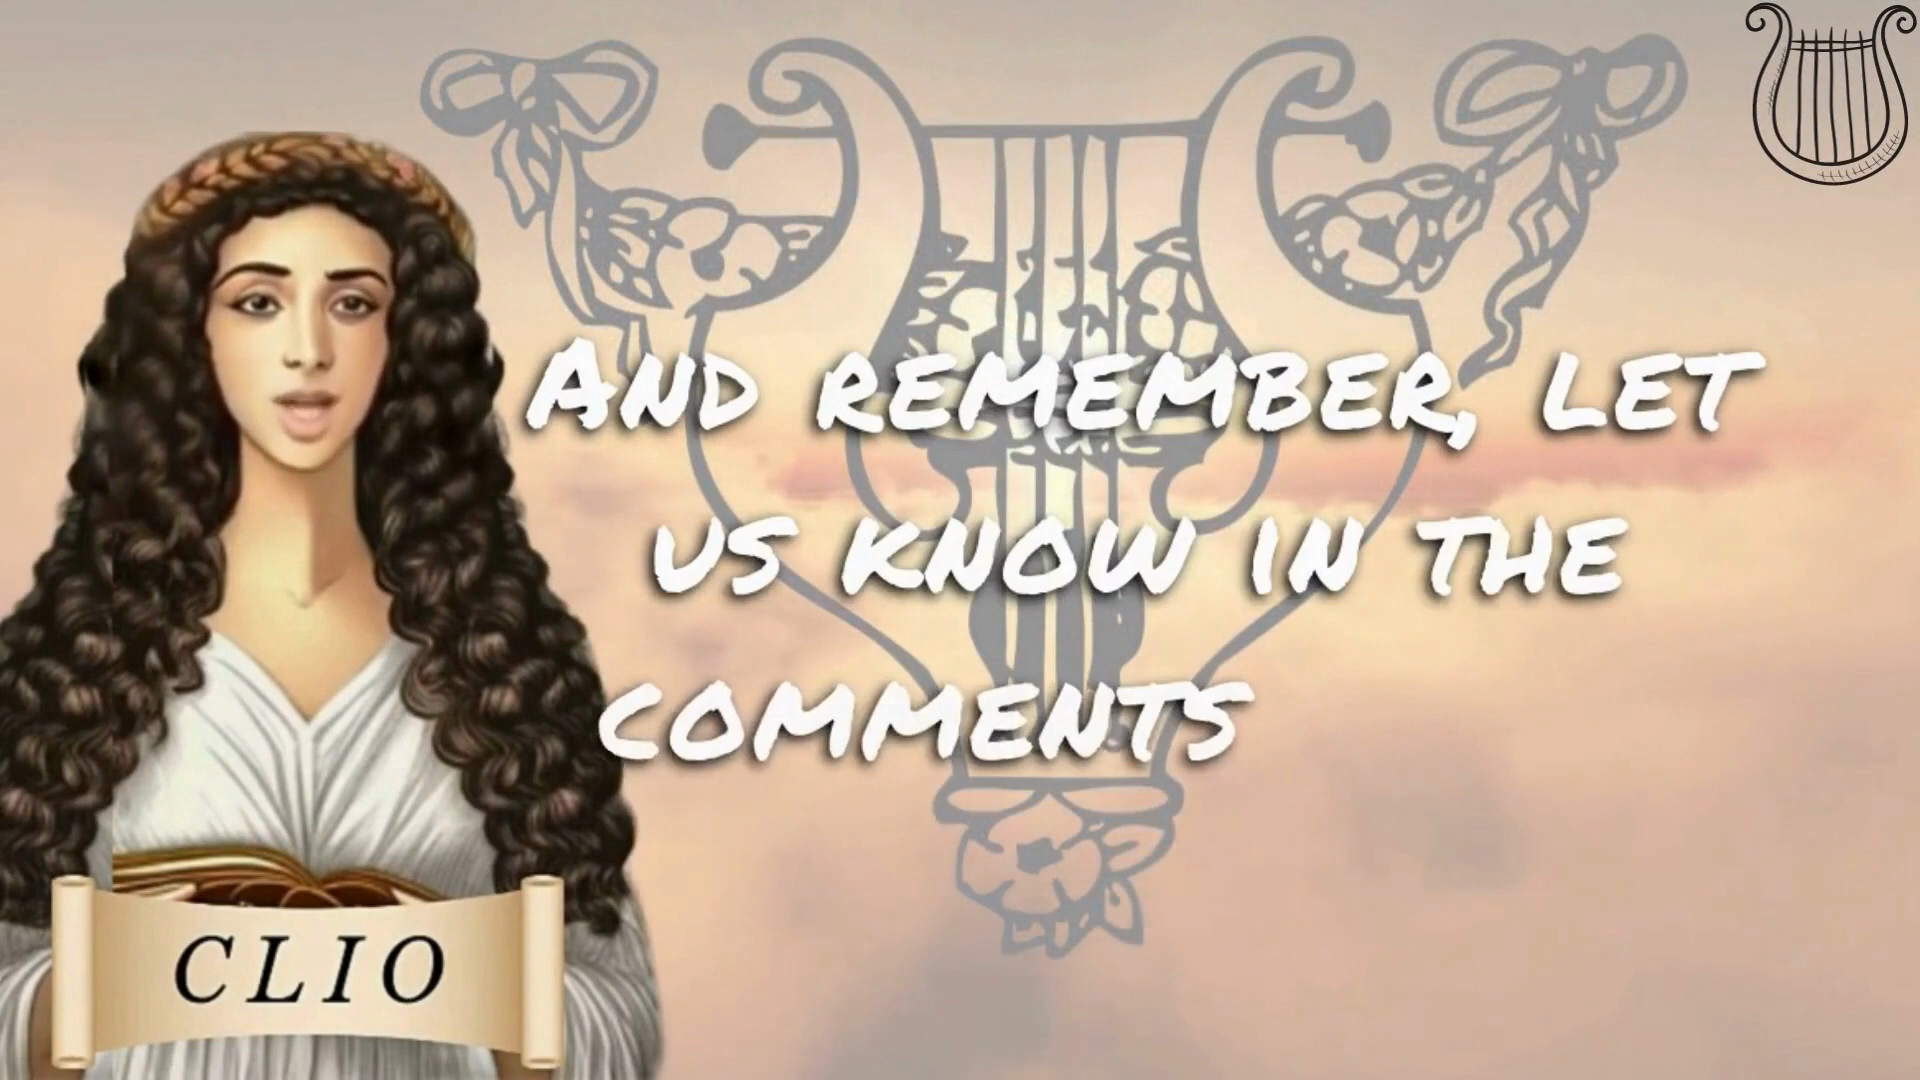 And remember, let
us know in the
comments
CLIO